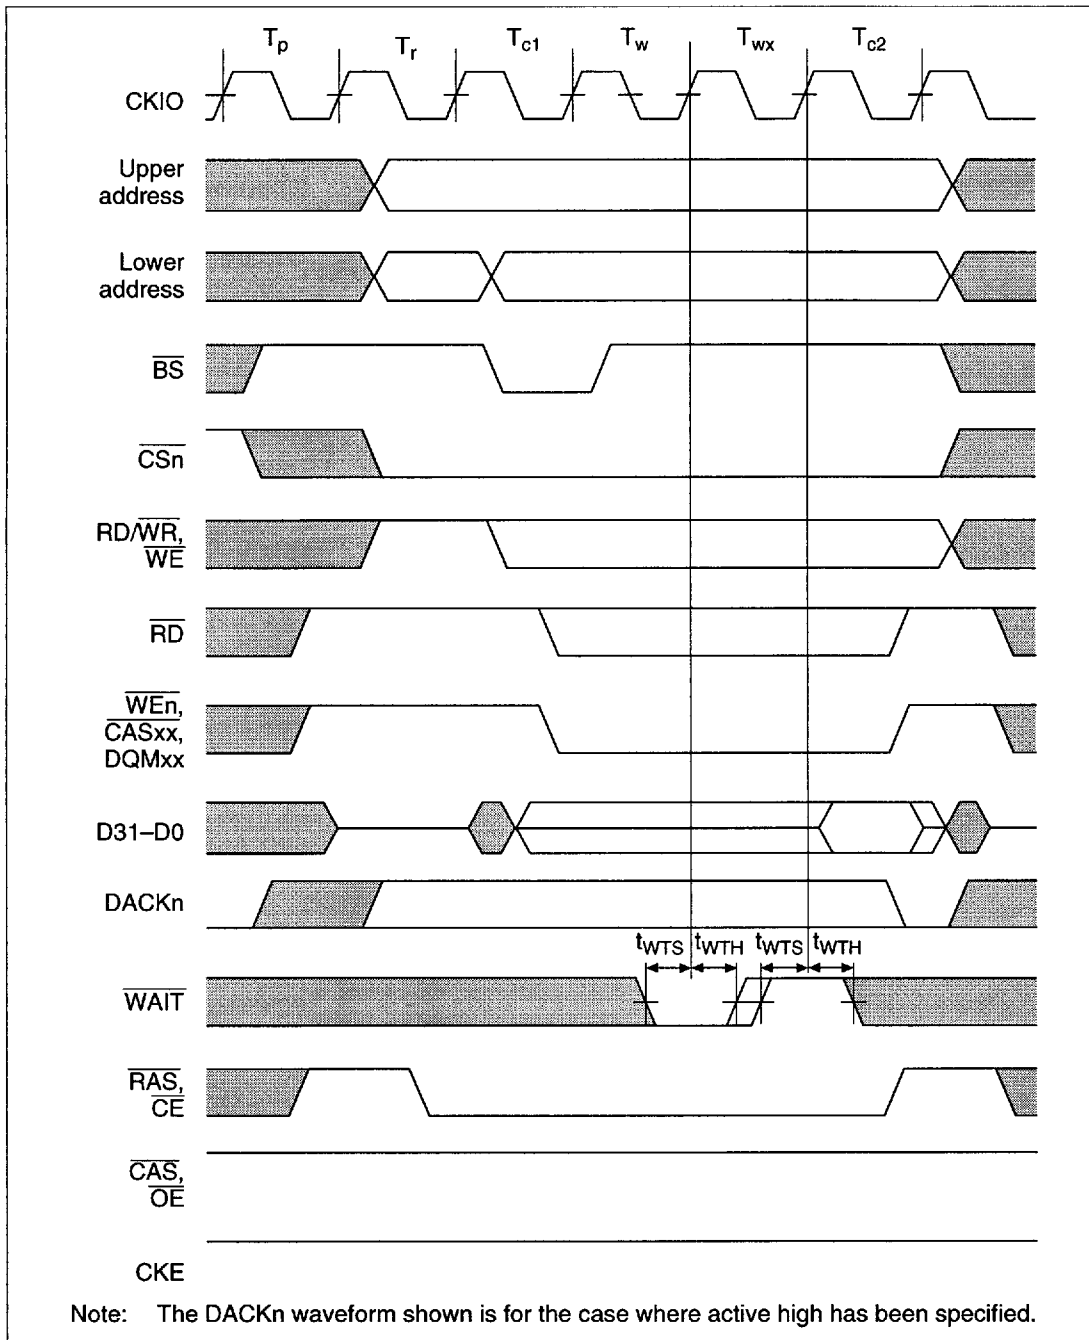 Tp Tr Tc1 Tw Twx Tc2
CKIO
Upper
address
Lower
address
BS
CSn
RD/WR,
WE
RD
WEn,
CASxx,
DQMxx
D31–D0
DACKn
tWTS tWTH tWTS tWTH
WAIT
RAS,
CE
CAS,
OE
CKE
Note: The DACKn waveform shown is for the case where active high has been specified.